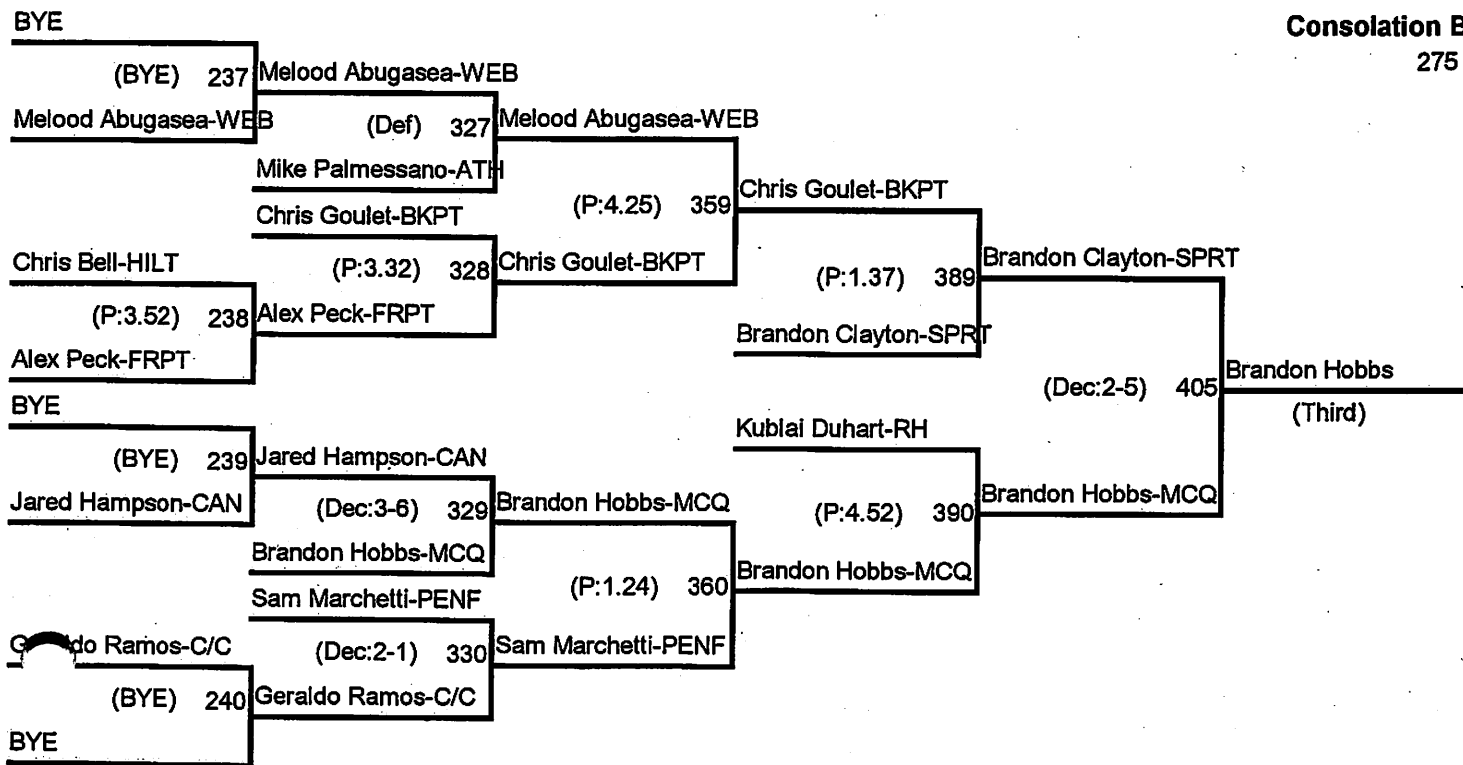 BYE
Consolation B
275
(BYE) 237
Melood Abugasea-WEB
Melood Abugasea-WEB
(Def) 327
Melood Abugasea-WEB
Mike Palmessano-ATH
(P:4.25) 359
Chris Goulet-BKPT
Chris Goulet-BKPT
Chris Bell-HILT
(P:3.32) 328
Chris Goulet-BKPT
(P:1.37) 389
Brandon Clayton-SPRT
(P:3.52) 238
Alex Peck-FRPT
Brandon Clayton-SPRT
Alex Peck-FRPT
(Dec:2-5) 405
Brandon Hobbs
(Third)
BYE
Kublai Duhart-RH
(BYE) 239
Jared Hampson-CAN
Jared Hampson-CAN
(Dec:3-6) 329
Brandon Hobbs-MCQ
(P:4.52) 390
Brandon Hobbs-MCQ
Brandon Hobbs-MCQ
(P:1.24) 360
Brandon Hobbs-MCQ
Sam Marchetti-PENF
do Ramos-C/C
(Dec:2-1) 330
Sam Marchetti-PENF
(BYE) 240
Geraldo Ramos-C/C
BYE